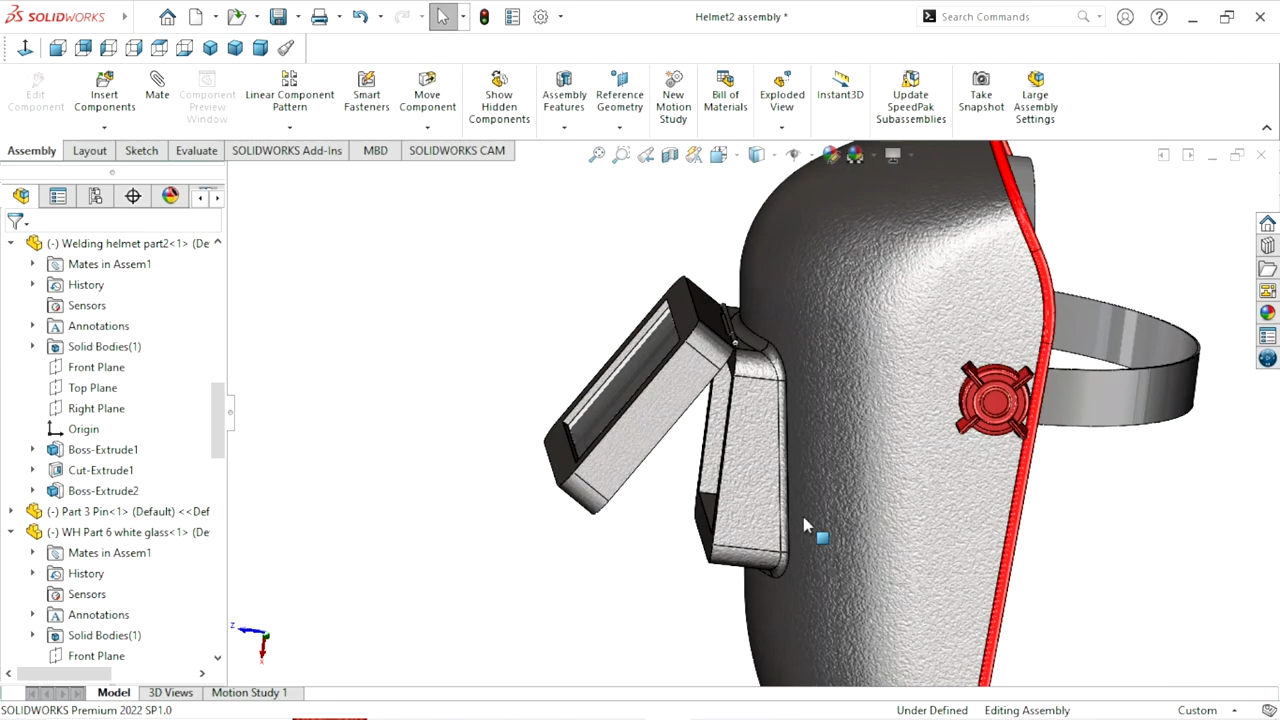 SOLIDWORKS
Helmet2 assembly *
Search Commands
Edit
Component
Insert
Components
Mate
Component
Preview
Window
Linear Component
Pattern
Smart
Fasteners
Move
Component
Show
Hidden
Components
Assembly
Features
Reference
Geometry
New
Motion
Study
Bill of
Materials
Exploded
View
Instant3D
Update
SpeedPak
Subassemblies
Take
Snapshot
Large
Assembly
Settings
Assembly
Layout
Sketch
Evaluate
SOLIDWORKS Add-Ins
MBD
SOLIDWORKS CAM
(-) Welding helmet part2<1> (De
Mates in Assem1
History
Sensors
Annotations
Solid Bodies(1)
Front Plane
Top Plane
Right Plane
Origin
Boss-Extrude1
Cut-Extrude1
Boss-Extrude2
(-) Part 3 Pin<1> (Default) <<Def
(-) WH Part 6 white glass<1> (De
Mates in Assem1
History
Sensors
Annotations
Solid Bodies(1)
Front Plane
Z
X
Model
3D Views
Motion Study 1
SOLIDWORKS Premium 2022 SP1.0
Under Defined
Editing Assembly
Custom